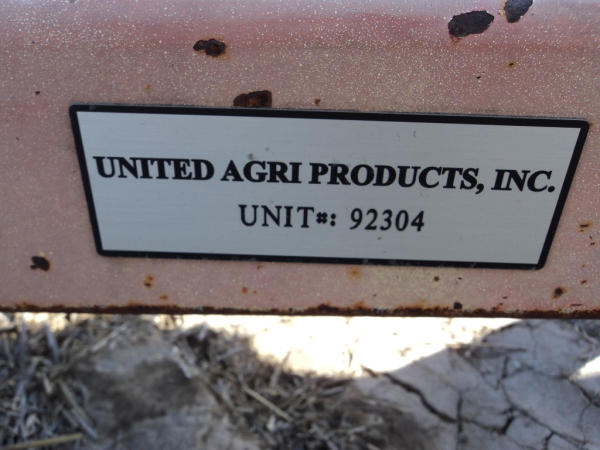 UNITED AGRI PRODUCTS, INC.
UNIT#: 92304